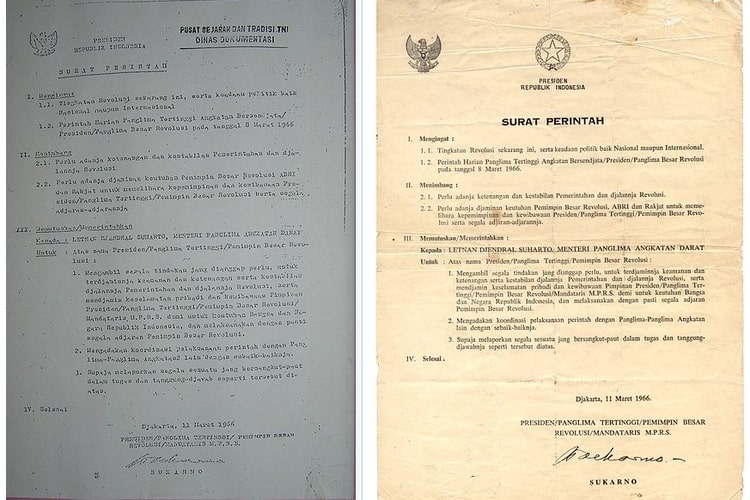 PRESIDEN
REPUBLIK INDONESIA
PUSAT SEJARAH DAN TRADISI TNI
DINAS DOKUMENTASI
SURAT PERINTAH
I. Mengingat
1.1. Tingkatan Revolusi sekarang ini, serta keadaan politik baik
Nasional maupun Internasional
1.2. Perintah Harian Panglima Tertinggi Angkatan Bersendjata/
Presiden/Panglima Besar Revolusi pada tanggal 8 Maret 1966
II. Menimbang
2.1. Perlu adanja ketenangan dan kestabilan Pemerintahan dan djalannja Revolusi
2.2. Perlu adanja djaminan keutuhan Pemimpin Besar Revolusi ABRI
dan Rakjat untuk memelihara kepemimpinan dan kewibawaan Presiden/Panglima Tertinggi/Pemimpin Besar Revolusi serta segala
adjaran-adjarannja
III. Memutuskan/Memerintahkan
Kepada : LETNAN DJENDRAL SUHARTO, MENTERI PANGLIMA ANGKATAN DARAT
Untuk : Atas nama Presiden/Panglima Tertinggi/Pemimpin Besar Revolusi :
1. Mengambil segala tindakan jang dianggap perlu, untuk
terdjaminnja keamanan dan ketenangan serta kestabilan
djalannja Pemerintahan dan djalannja Revolusi, serta
mendjamin keselamatan pribadi dan kewibawaan Pimpinan
Presiden/Panglima Tertinggi/Pemimpin Besar Revolusi/
Mandataris M.P.R.S. demi untuk keutuhan Bangsa dan Negara Republik Indonesia, dan melaksanakan dengan pasti
segala adjaran Pemimpin Besar Revolusi.
2. Mengadakan koordinasi pelaksanaan perintah dengan Panglima-Panglima Angkatan2 lain dengan sebaik-baiknja.
3. Supaja melaporkan segala sesuatu jang bersangkut-paut
dalam tugas dan tanggung-djawab seperti tersebut diatas.
IV. Selesai
Djakarta, 11 Maret 1966
PRESIDEN/PANGLIMA TERTINGGI/ PEMIMPIN BESAR
REVOLUSI/MANDATARIS M.P.R.S.
SUKARNO
PRESIDEN
REPUBLIK INDONESIA
SURAT PERINTAH
I. Mengingat :
1. 1. Tingkatan Revolusi sekarang ini, serta keadaan politik baik Nasional maupun Internasional.
1. 2. Perintah Harian Panglima Tertinggi Angkatan Bersendjata/Presiden/Panglima Besar Revolusi
pada tanggal 8 Maret 1966.
II. Menimbang :
2. 1. Perlu adanja ketenangan dan kestabilan Pemerintahan dan djalannja Revolusi.
2. 2. Perlu adanja djaminan keutuhan Pemimpin Besar Revolusi, ABRI dan Rakjat untuk memelihara kepemimpinan dan kewibawaan Presiden/Panglima Tertinggi/Pemimpin Besar Revolusi serta segala adjaran-adjarannja.
III. Memutuskan/Memerintahkan :
Kepada : LETNAN DJENDRAL SUHARTO, MENTERI PANGLIMA ANGKATAN DARAT
Untuk : Atas nama Presiden/Panglima Tertinggi/Pemimpin Besar Revolusi :
1. Mengambil segala tindakan jang dianggap perlu, untuk terdjaminnja keamanan dan
ketenangan serta kestabilan djalannja Pemerintahan dan djalannja Revolusi, serta
mendjamin keselamatan pribadi dan kewibawaan Pimpinan Presiden/Panglima Tertinggi/Pemimpin Besar Revolusi/Mandataris M.P.R.S. demi untuk keutuhan Bangsa
dan Negara Republik Indonesia, dan melaksanakan dengan pasti segala adjaran
Pemimpin Besar Revolusi.
2. Mengadakan koordinasi pelaksanaan perintah dengan Panglima-Panglima Angkatan
lain dengan sebaik-baiknja.
3. Supaja melaporkan segala sesuatu jang bersangkut-paut dalam tugas dan tanggung-
djawabnja seperti tersebut diatas.
IV. Selesai.
Djakarta, 11 Maret 1966.
PRESIDEN/PANGLIMA TERTINGGI/PEMIMPIN BESAR
REVOLUSI/MANDATARIS M.P.R.S.
Soekarno
SUKARNO